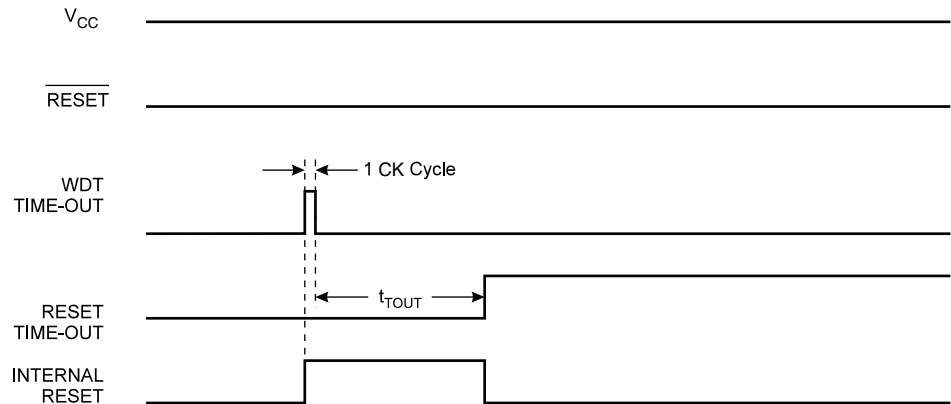 VCC
RESET
1 CK Cycle
WDT
TIME-OUT
tTOUT
RESET
TIME-OUT
INTERNAL
RESET